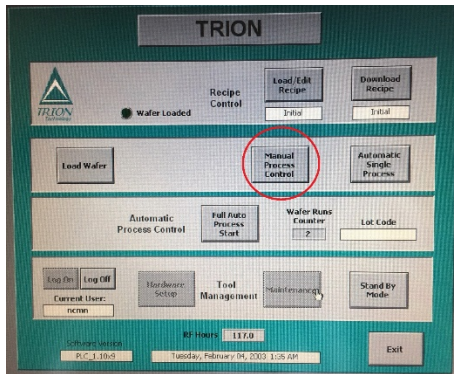 TRION
TRION
Technology
Wafer Loaded
Recipe
Control
Load/Edit
Recipe
Initial
Download
Recipe
Initial
Load Wafer
Manual
Process
Control
Automatic
Single
Process
Automatic
Process Control
Full Auto
Process
Start
Wafer Runs
Counter
2
Lot Code
Log On
Log Off
Current User:
ncmn
Hardware
Setup
Tool
Management
Maintenance
Stand By
Mode
Software version
PLC_1.10x9
RF Hours 117.0
Tuesday, February 04, 2003 1:35 AM
Exit